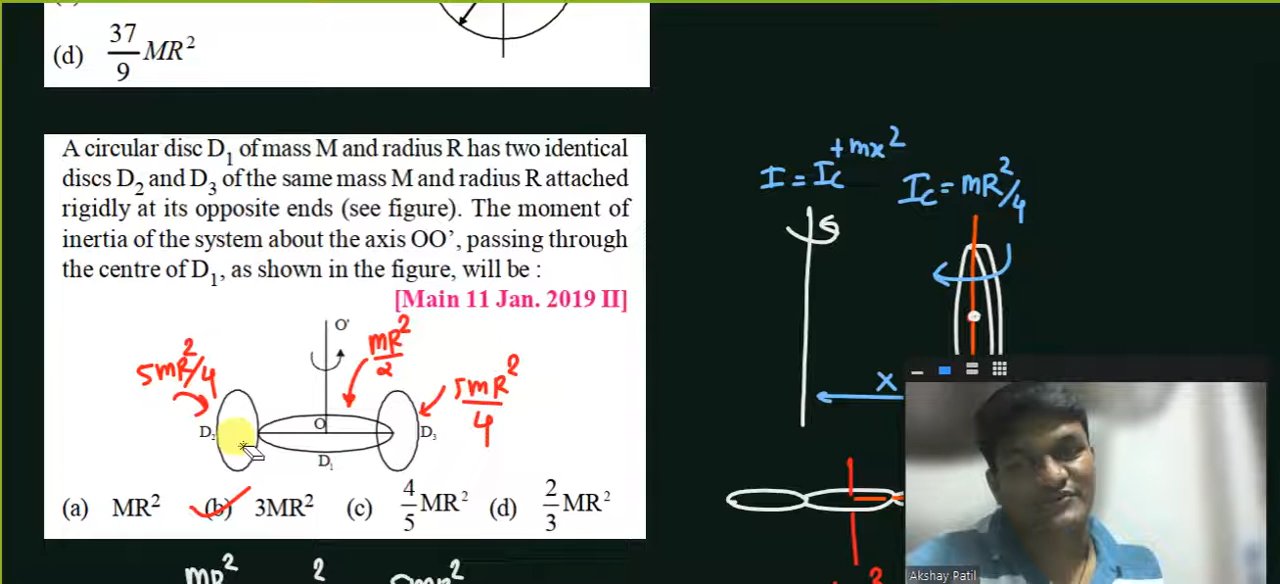 (d) 37/9 MR²
A circular disc D₁ of mass M and radius R has two identical
discs D₂ and D₃ of the same mass M and radius R attached
rigidly at its opposite ends (see figure). The moment of
inertia of the system about the axis OO’, passing through
the centre of D₁, as shown in the figure, will be :
[Main 11 Jan. 2019 II]
O'
mR²/2
5mR²/4
5mR²/4
O
D₂
D₃
D₁
(a) MR² (b) 3MR² (c) 4/5 MR² (d) 2/3 MR²
I = I_c + mx²
I_c = mR²/4
x
Akshay Patil